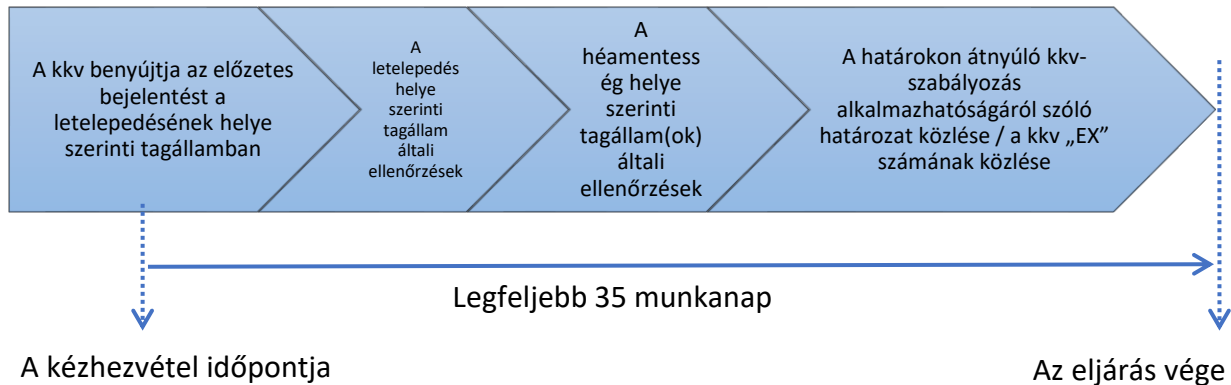 A kkv benyújtja az előzetes
bejelentést a
letelepedésének helye
szerinti tagállamban
A
letelepedés
helye
szerinti
tagállam
általi
ellenőrzések
A
héamentess
ég helye
szerinti
tagállam(ok)
általi
ellenőrzések
A határokon átnyúló kkv-
szabályozás
alkalmazhatóságáról szóló
határozat közlése / a kkv „EX”
számának közlése
Legfeljebb 35 munkanap
A kézhezvétel időpontja
Az eljárás vége